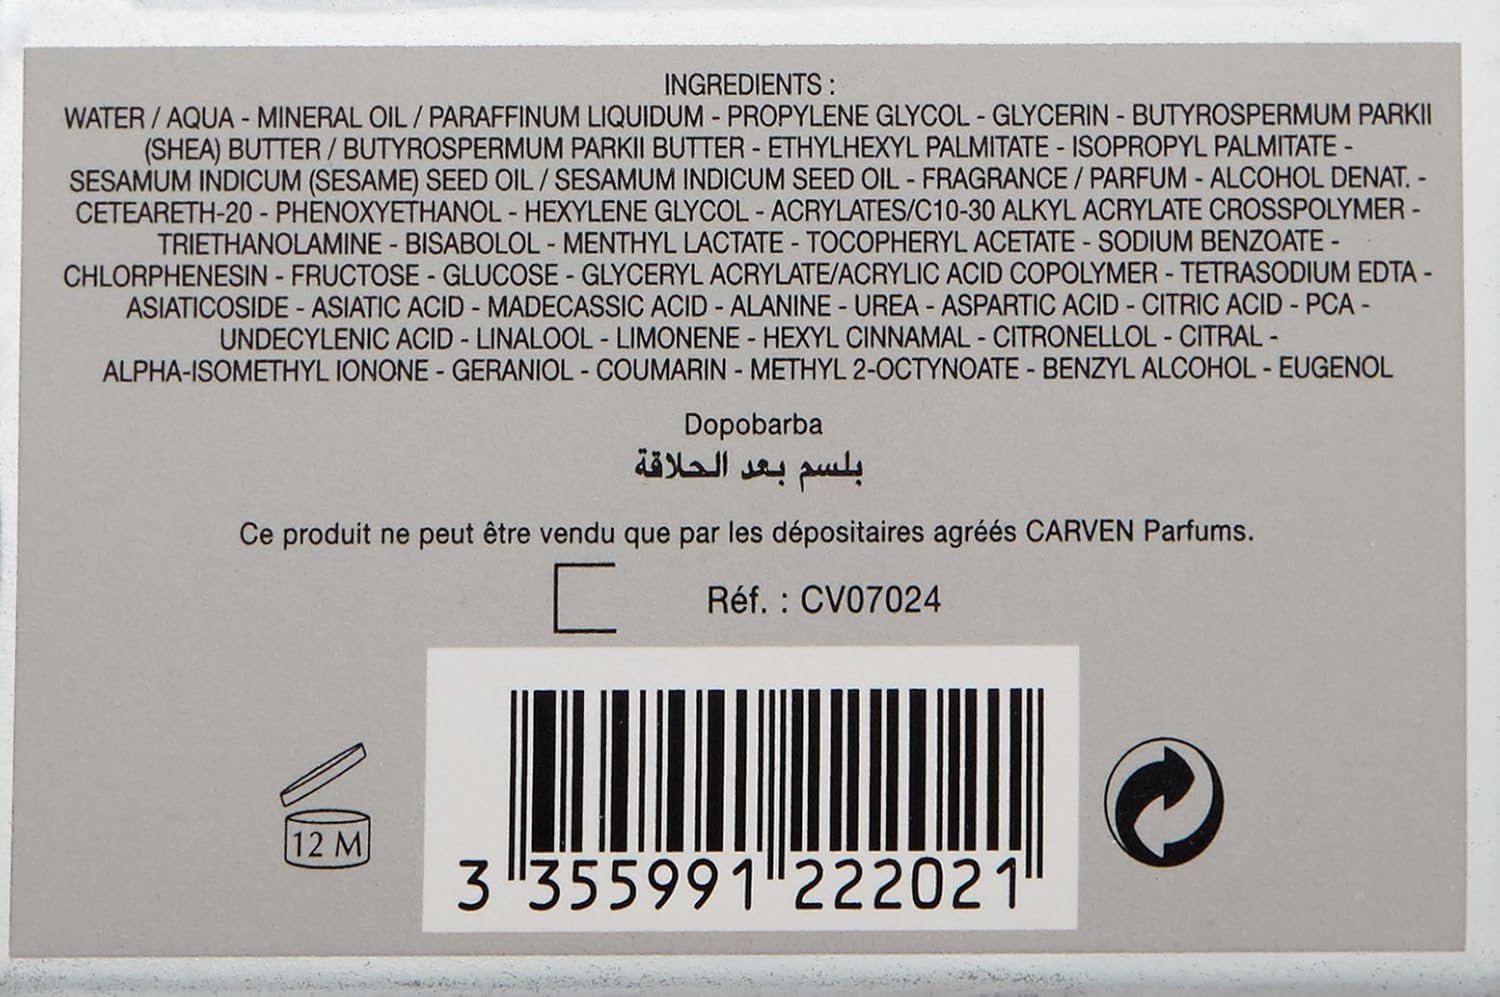 INGREDIENTS :
WATER / AQUA - MINERAL OIL / PARAFFINUM LIQUIDUM - PROPYLENE GLYCOL - GLYCERIN - BUTYROSPERMUM PARKII
(SHEA) BUTTER / BUTYROSPERMUM PARKII BUTTER - ETHYLHEXYL PALMITATE - ISOPROPYL PALMITATE -
SESAMUM INDICUM (SESAME) SEED OIL / SESAMUM INDICUM SEED OIL - FRAGRANCE / PARFUM - ALCOHOL DENAT. -
CETEARETH-20 - PHENOXYETHANOL - HEXYLENE GLYCOL - ACRYLATES/C10-30 ALKYL ACRYLATE CROSSPOLYMER -
TRIETHANOLAMINE - BISABOLOL - MENTHYL LACTATE - TOCOPHERYL ACETATE - SODIUM BENZOATE -
CHLORPHENESIN - FRUCTOSE - GLUCOSE - GLYCERYL ACRYLATE/ACRYLIC ACID COPOLYMER - TETRASODIUM EDTA -
ASIATICOSIDE - ASIATIC ACID - MADECASSIC ACID - ALANINE - UREA - ASPARTIC ACID - CITRIC ACID - PCA -
UNDECYLENIC ACID - LINALOOL - LIMONENE - HEXYL CINNAMAL - CITRONELLOL - CITRAL -
ALPHA-ISOMETHYL IONONE - GERANIOL - COUMARIN - METHYL 2-OCTYNOATE - BENZYL ALCOHOL - EUGENOL
Dopobarba
بلسم بعد الحلاقة
Ce produit ne peut être vendu que par les dépositaires agréés CARVEN Parfums.
Réf. : CV07024
12 M
3 355991 222021